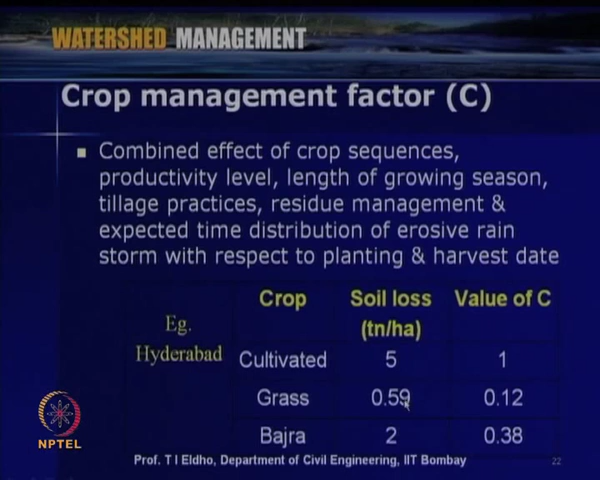 WATERSHED MANAGEMENT
Crop management factor (C)
Combined effect of crop sequences,
productivity level, length of growing season,
tillage practices, residue management &
expected time distribution of erosive rain
storm with respect to planting & harvest date
Eg.
Hyderabad
Crop Soil loss (tn/ha) Value of C
Cultivated 5 1
Grass 0.59 0.12
Bajra 2 0.38
NPTEL
Prof. T I Eldho, Department of Civil Engineering, IIT Bombay
22